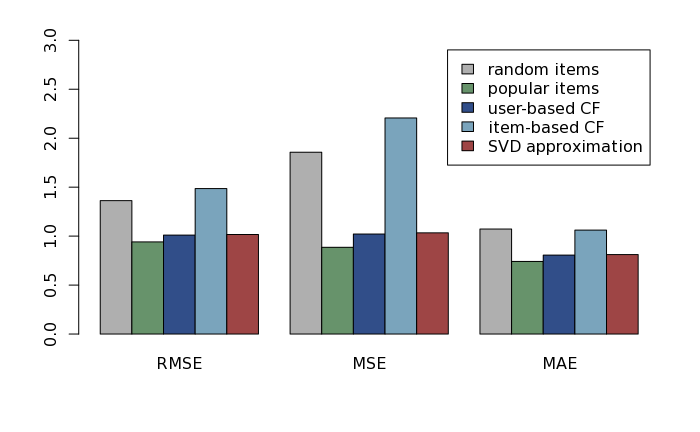 3.0
2.5
2.0
1.5
1.0
0.5
0.0
random items
popular items
user-based CF
item-based CF
SVD approximation
RMSE
MSE
MAE